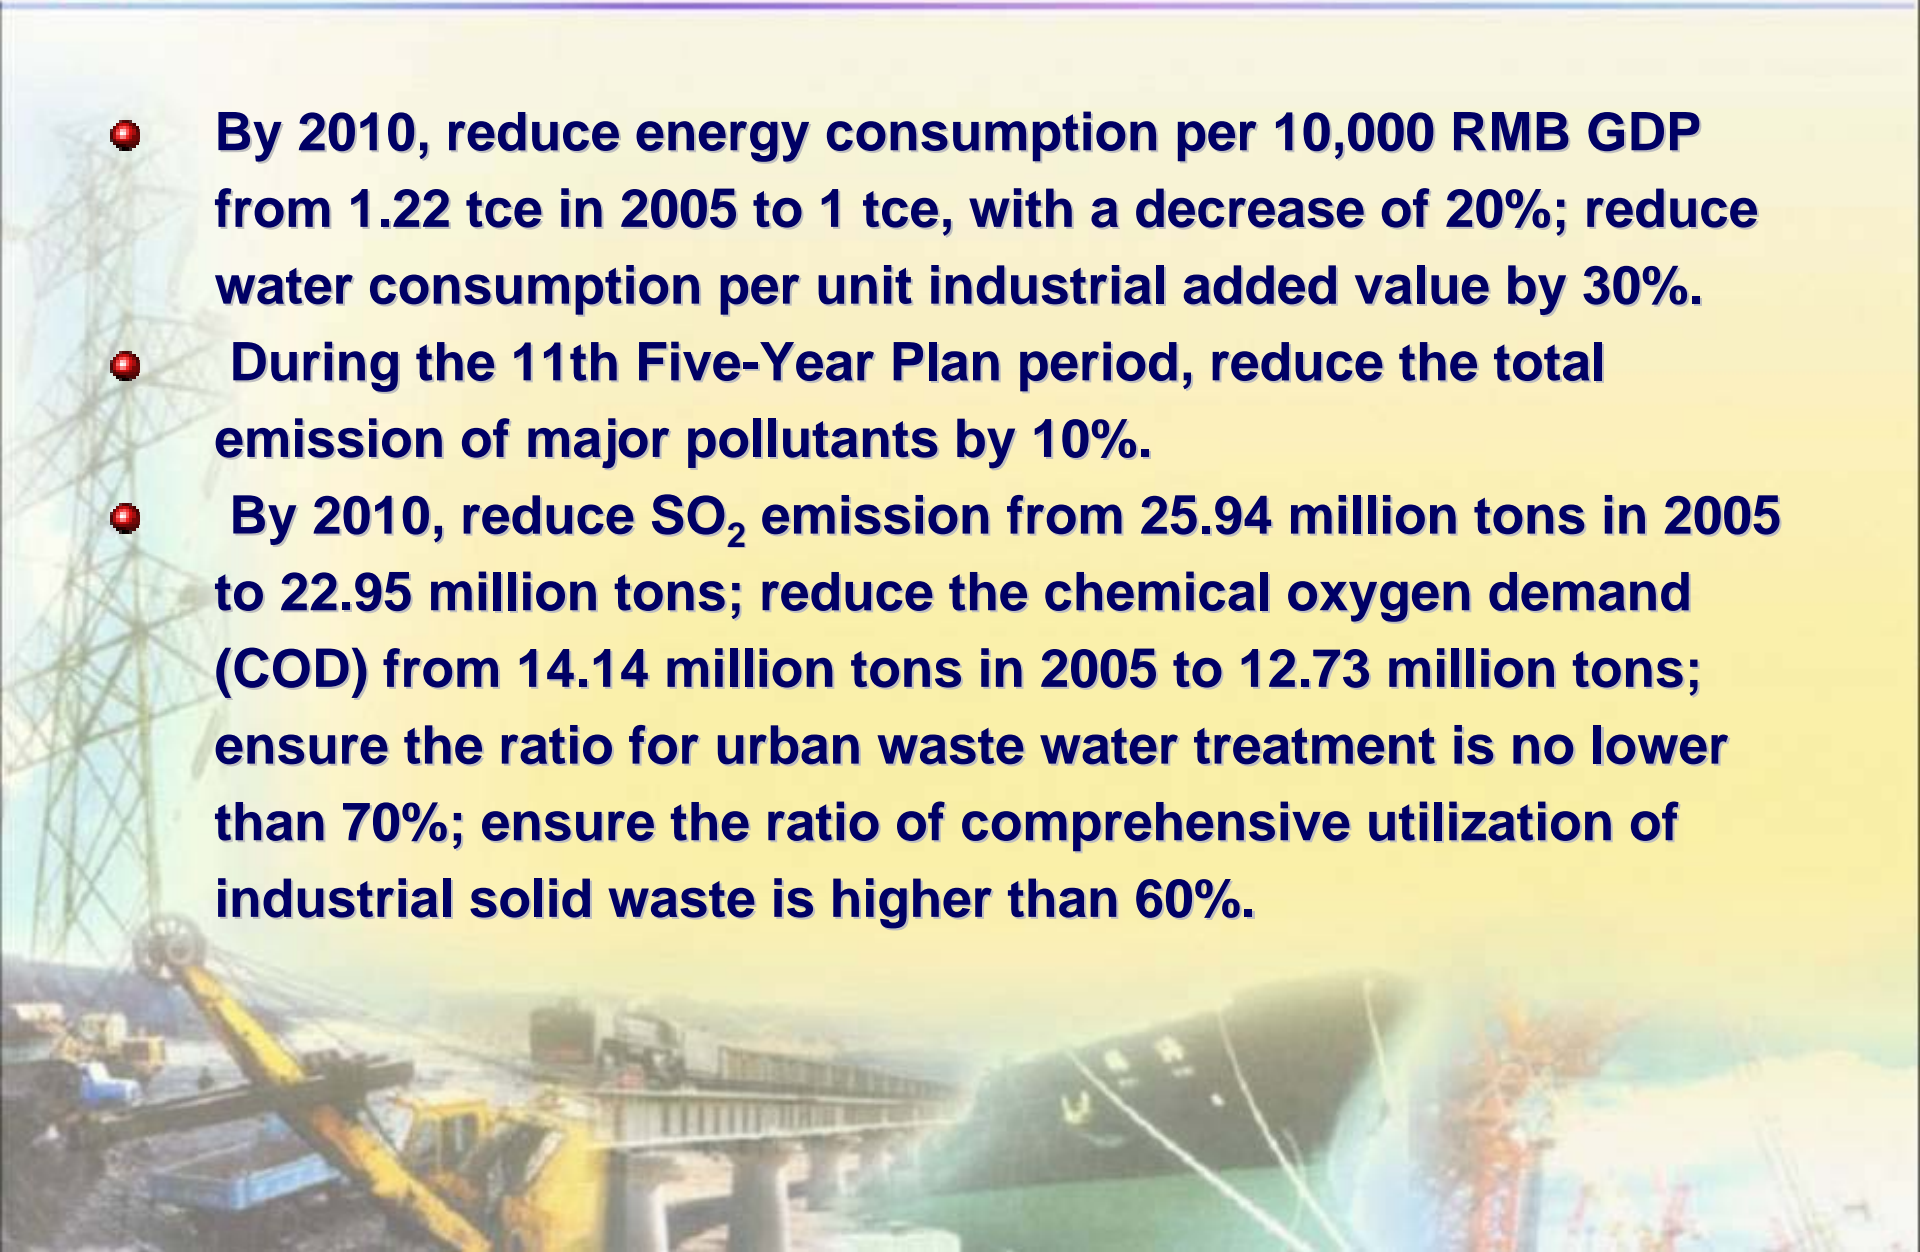 By 2010, reduce energy consumption per 10,000 RMB GDP
from 1.22 tce in 2005 to 1 tce, with a decrease of 20%; reduce
water consumption per unit industrial added value by 30%.
During the 11th Five-Year Plan period, reduce the total
emission of major pollutants by 10%.
By 2010, reduce SO₂ emission from 25.94 million tons in 2005
to 22.95 million tons; reduce the chemical oxygen demand
(COD) from 14.14 million tons in 2005 to 12.73 million tons;
ensure the ratio for urban waste water treatment is no lower
than 70%; ensure the ratio of comprehensive utilization of
industrial solid waste is higher than 60%.